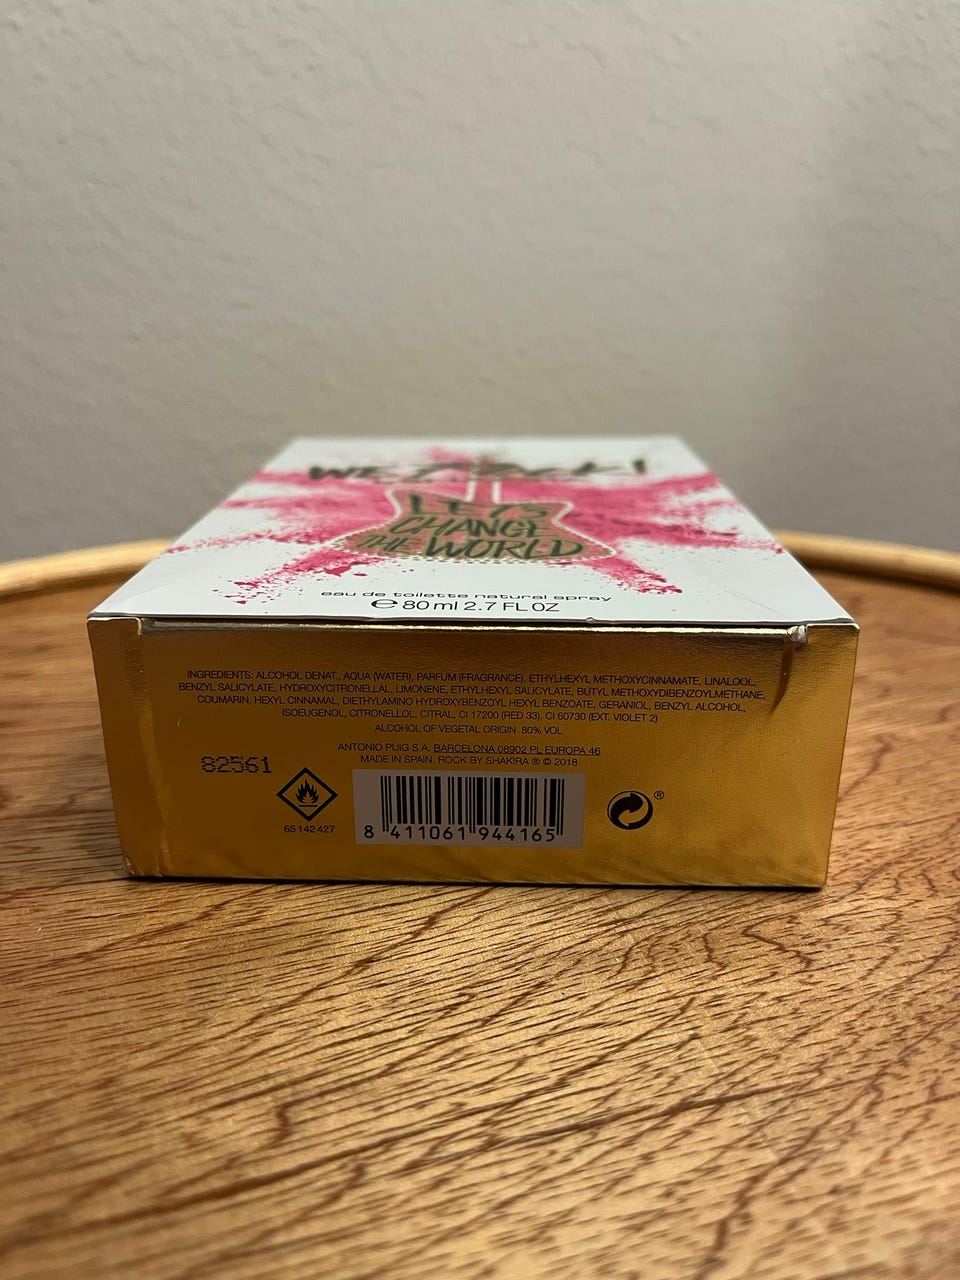 WE ROCK!
LET'S
CHANGE
THE WORLD
eau de toilette natural spray
℮ 80 ml 2.7 FL OZ
INGREDIENTS: ALCOHOL DENAT., AQUA (WATER), PARFUM (FRAGRANCE), ETHYLHEXYL METHOXYCINNAMATE, LINALOOL,
BENZYL SALICYLATE, HYDROXYCITRONELLAL, LIMONENE, ETHYLHEXYL SALICYLATE, BUTYL METHOXYDIBENZOYLMETHANE,
COUMARIN, HEXYL CINNAMAL, DIETHYLAMINO HYDROXYBENZOYL HEXYL BENZOATE, GERANIOL, BENZYL ALCOHOL,
ISOEUGENOL, CITRONELLOL, CITRAL, CI 17200 (RED 33), CI 60730 (EXT. VIOLET 2)
ALCOHOL OF VEGETAL ORIGIN 80% VOL
ANTONIO PUIG S.A. BARCELONA 08902 PL EUROPA 46
MADE IN SPAIN. ROCK BY SHAKIRA ® © 2018
82561
65142427
8 411061 944165
®